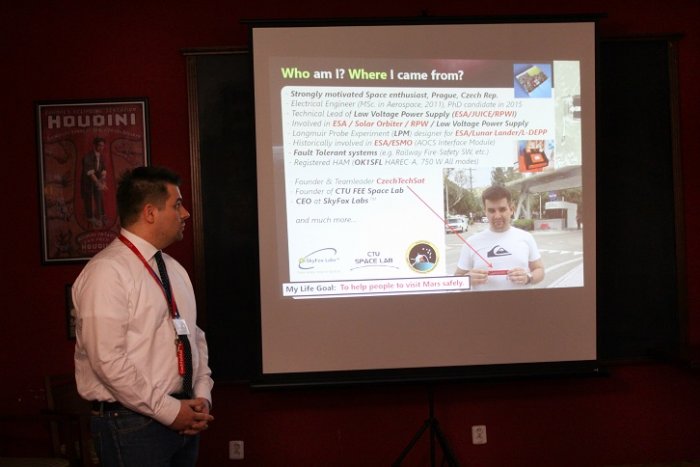 HOUDINI
Who am I? Where I came from?
Strongly motivated Space enthusiast, Prague, Czech Rep.
- Electrical Engineer (MSc. in Aerospace, 2011), PhD candidate in 2015
- Technical Lead of Low Voltage Power Supply (ESA/JUICE/RPWI)
- Involved in ESA / Solar Orbiter / RPW / Low Voltage Power Supply
- Langmuir Probe Experiment (LPM) designer for ESA/Lunar Lander/L-DEPP
- Historically involved in ESA/ESMO (AOCS Interface Module)
- Fault Tolerant systems (e.g. Railway Fire Safety SW, etc.)
- Registered HAM (OK1SFL HAREC-A, 750 W All modes)
- Founder & Teamleader CzechTechSat
- Founder of CTU FEE Space Lab
- CEO at SkyFox Labs
and much more...
SkyFox Labs
CTU
SPACE LAB
My Life Goal: To help people to visit Mars safely.